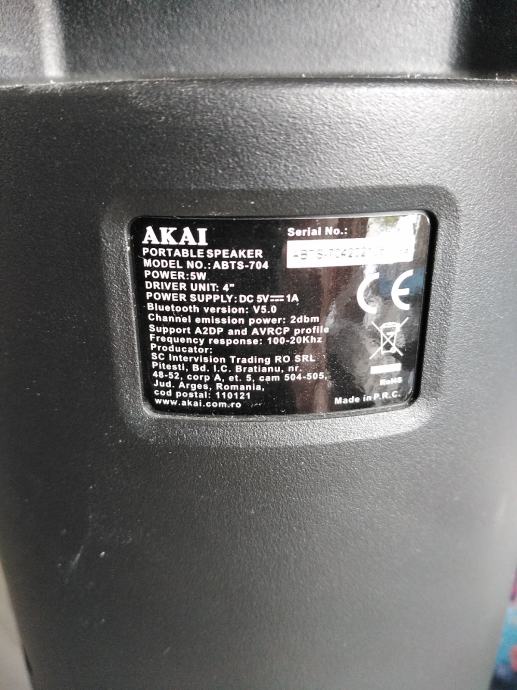 AKAI
PORTABLE SPEAKER
MODEL NO.: ABTS-704
POWER:5W
DRIVER UNIT: 4"
POWER SUPPLY: DC 5V⎓1A
Bluetooth version: V5.0
Channel emission power: 2dbm
Support A2DP and AVRCP profile
Frequency response: 100-20Khz
Producator:
SC Intervision Trading RO SRL
Pitesti, Bd. I.C. Bratianu, nr.
48-52, corp A, et. 5, cam 504-505,
Jud. Arges, Romania,
cod postal: 110121
www.akai.com.ro
Serial No.:
CE
RoHS
Made in P.R.C.